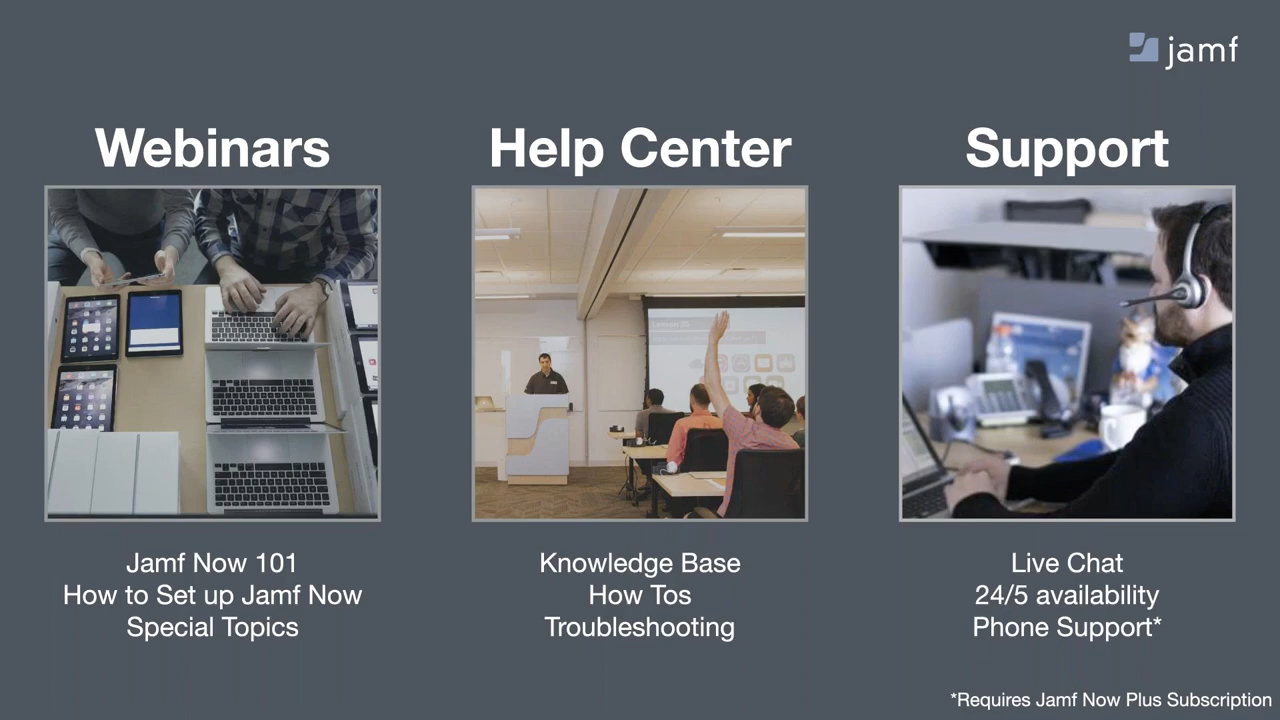 jamf
Webinars
Help Center
Support
Jamf Now 101
How to Set up Jamf Now
Special Topics
Knowledge Base
How Tos
Troubleshooting
Live Chat
24/5 availability
Phone Support*
*Requires Jamf Now Plus Subscription